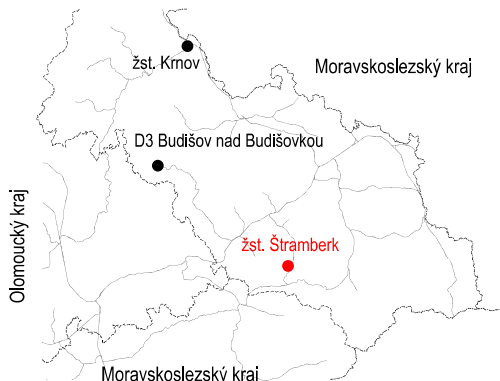 žst. Krnov
Moravskoslezský kraj
D3 Budišov nad Budišovkou
Olomoucký kraj
žst. Štramberk
Moravskoslezský kraj